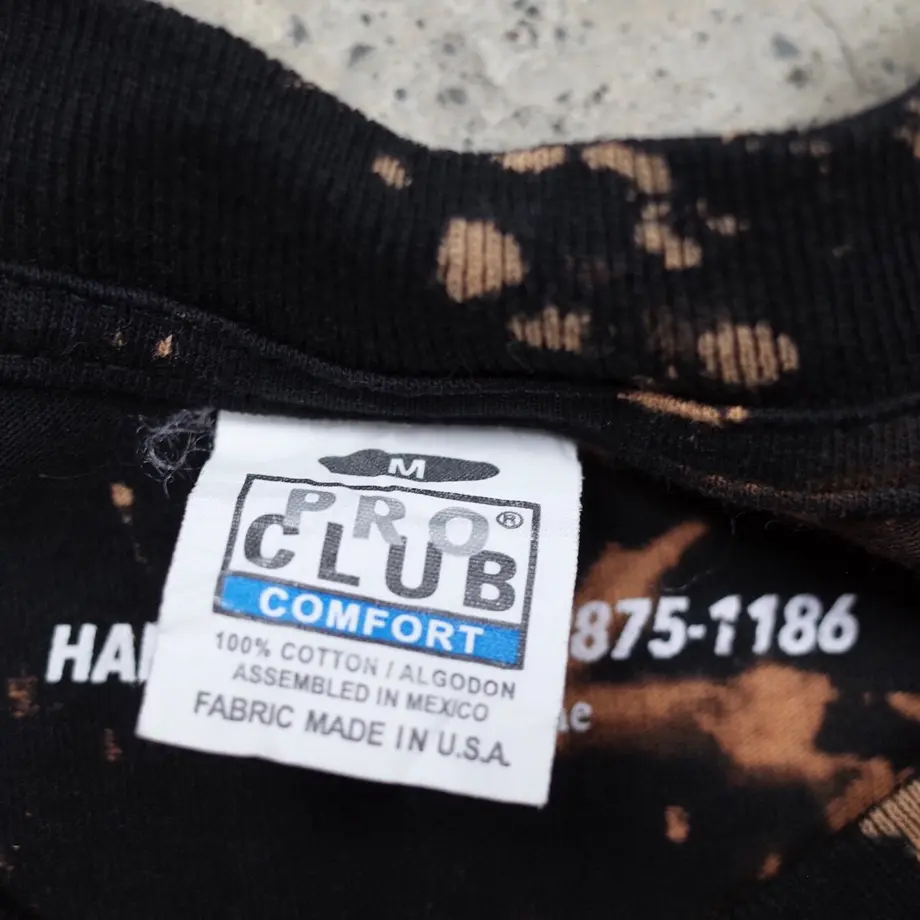 M
PRO®
CLUB
COMFORT
100% COTTON / ALGODON
ASSEMBLED IN MEXICO
FABRIC MADE IN U.S.A.
875-1186